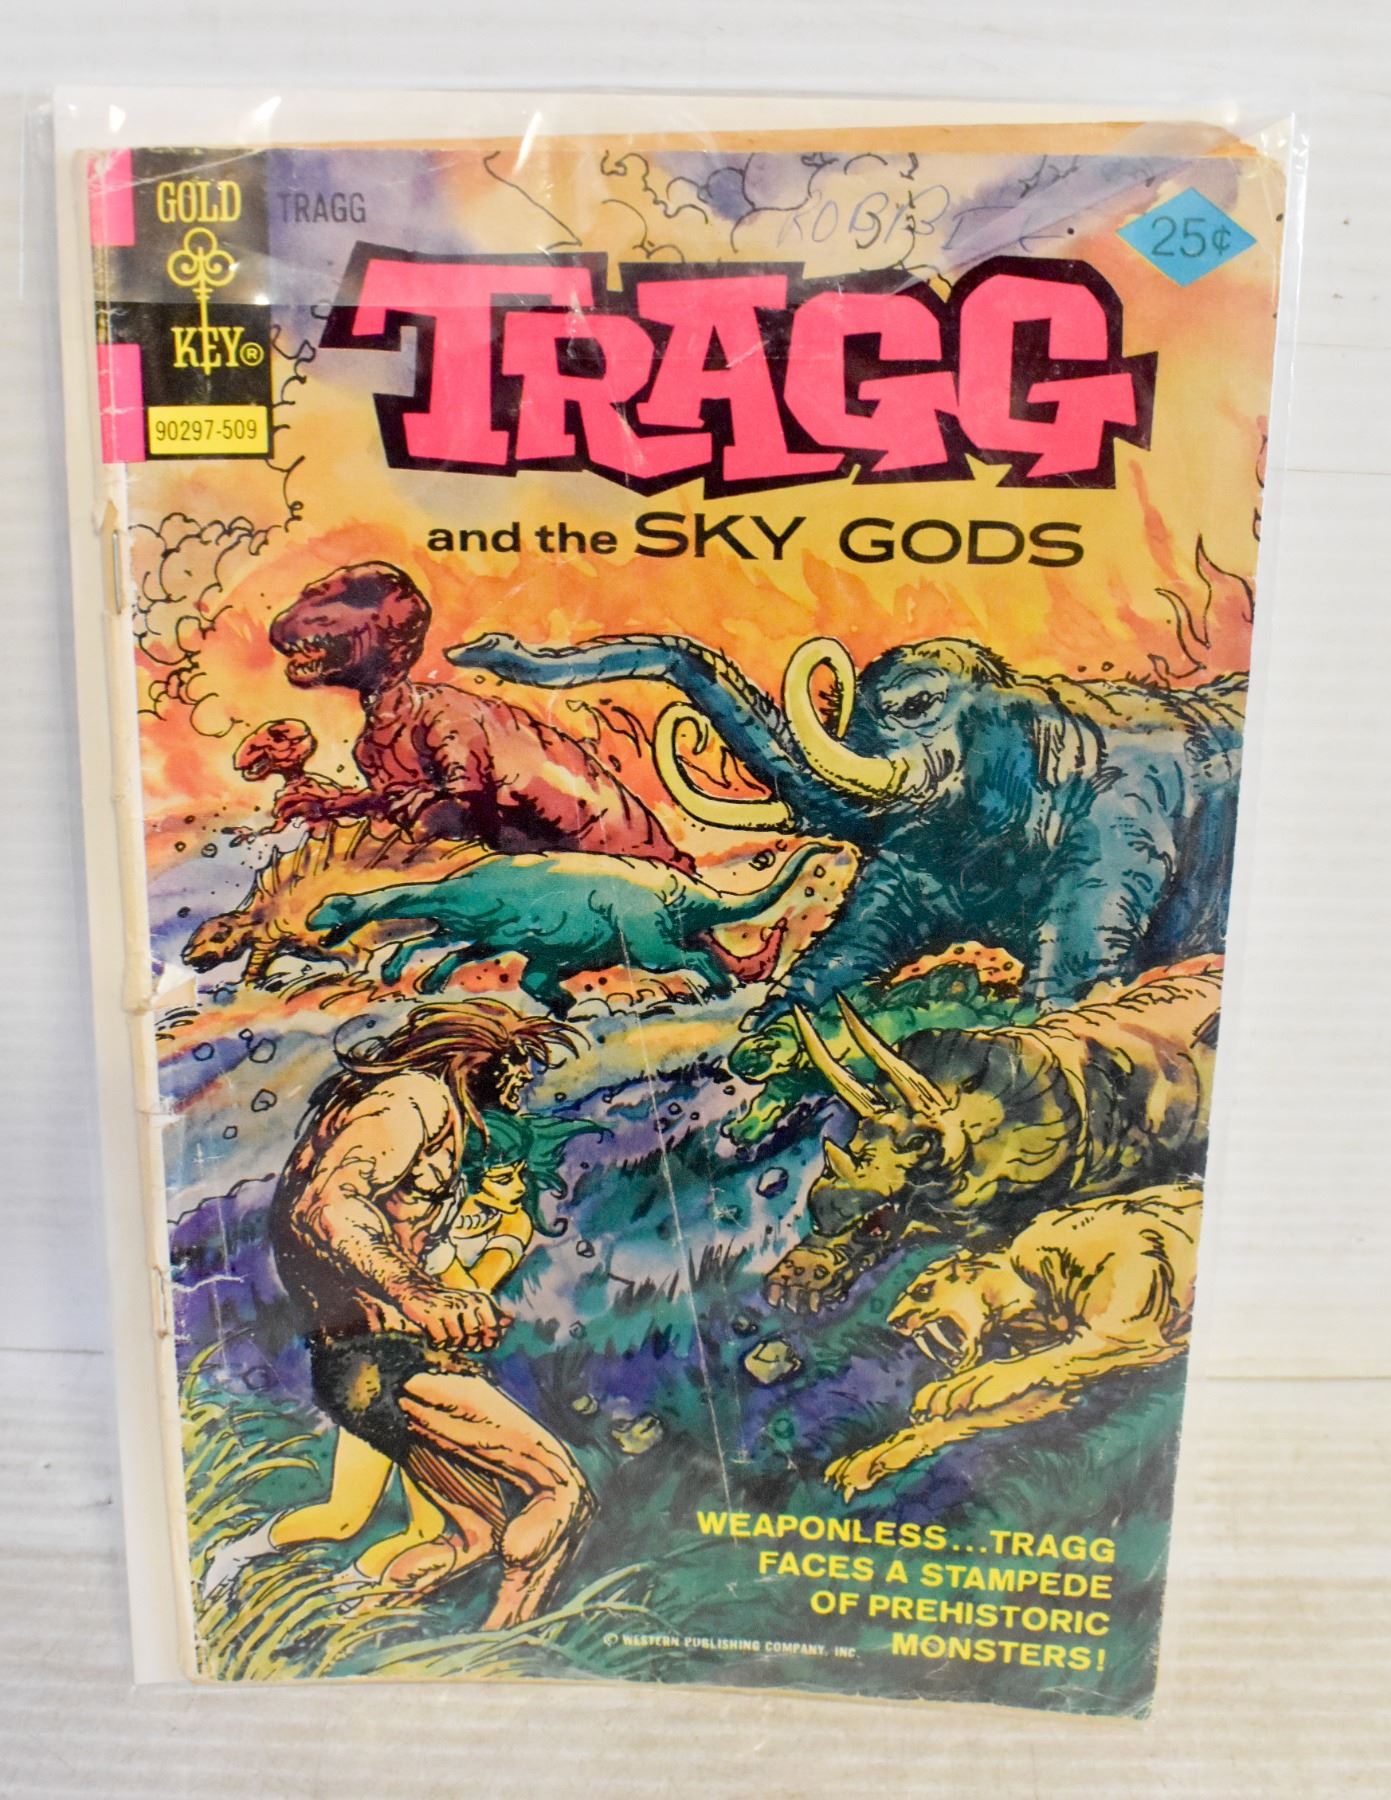 GOLD
KEY®
TRAGG
25¢
90297-509
TRAGG
and the SKY GODS
WEAPONLESS...TRAGG
FACES A STAMPEDE
OF PREHISTORIC
MONSTERS!
© WESTERN PUBLISHING COMPANY, INC.